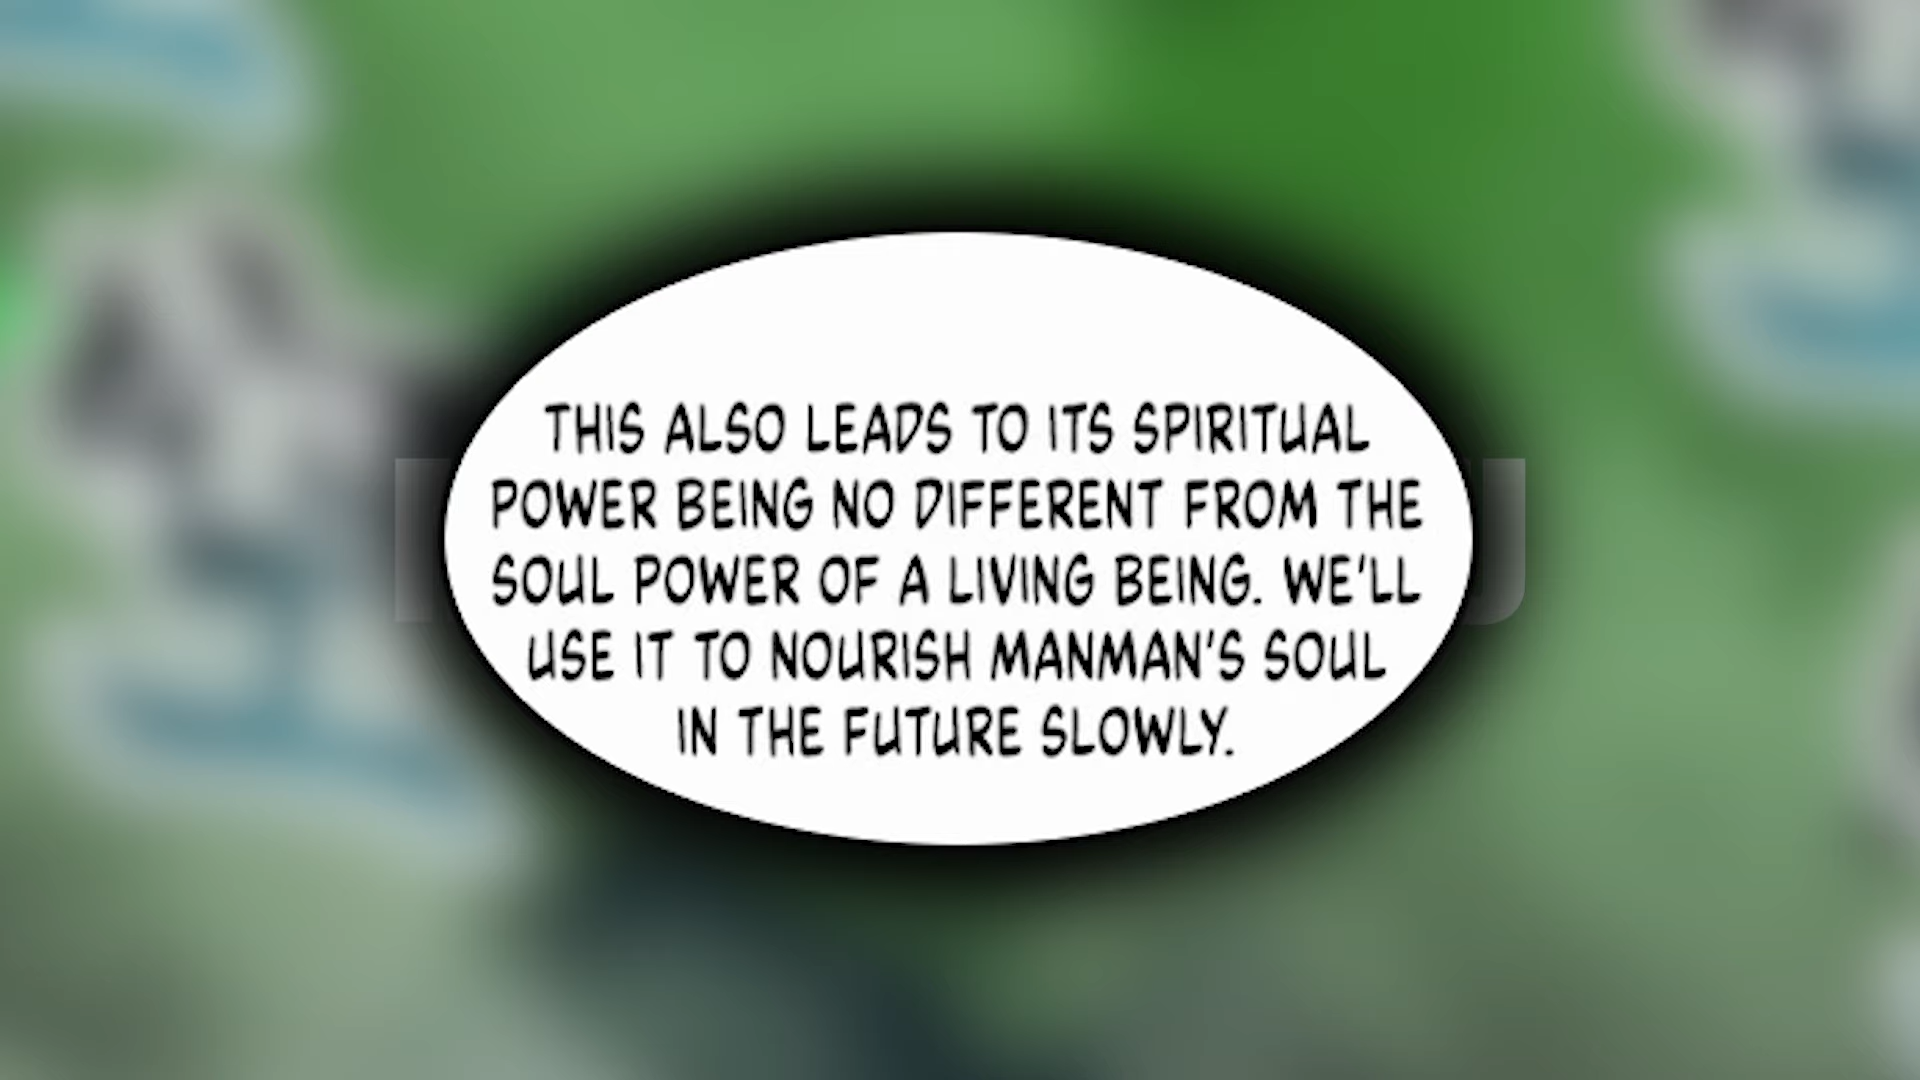 THIS ALSO LEADS TO ITS SPIRITUAL
POWER BEING NO DIFFERENT FROM THE
SOUL POWER OF A LIVING BEING. WE'LL
USE IT TO NOURISH MANMAN'S SOUL
IN THE FUTURE SLOWLY.